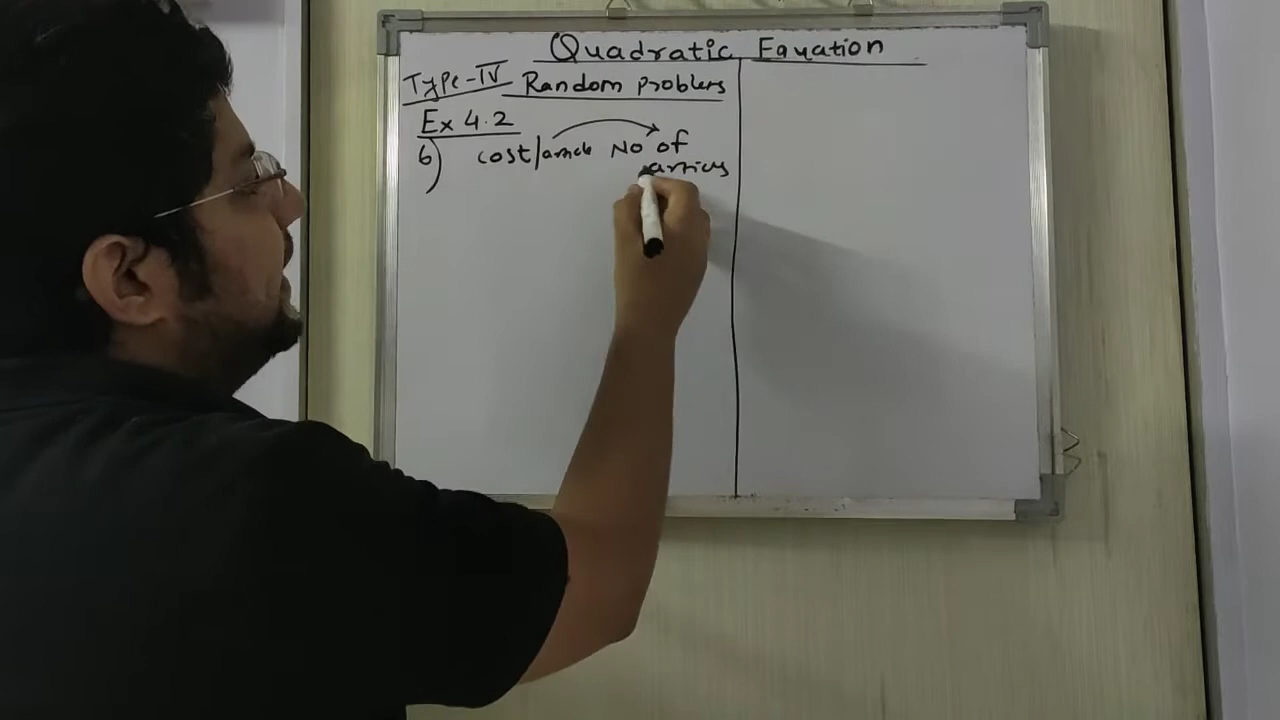 Quadratic Equation
Type-IV Random problems
Ex 4.2
6) cost/article No of
articles